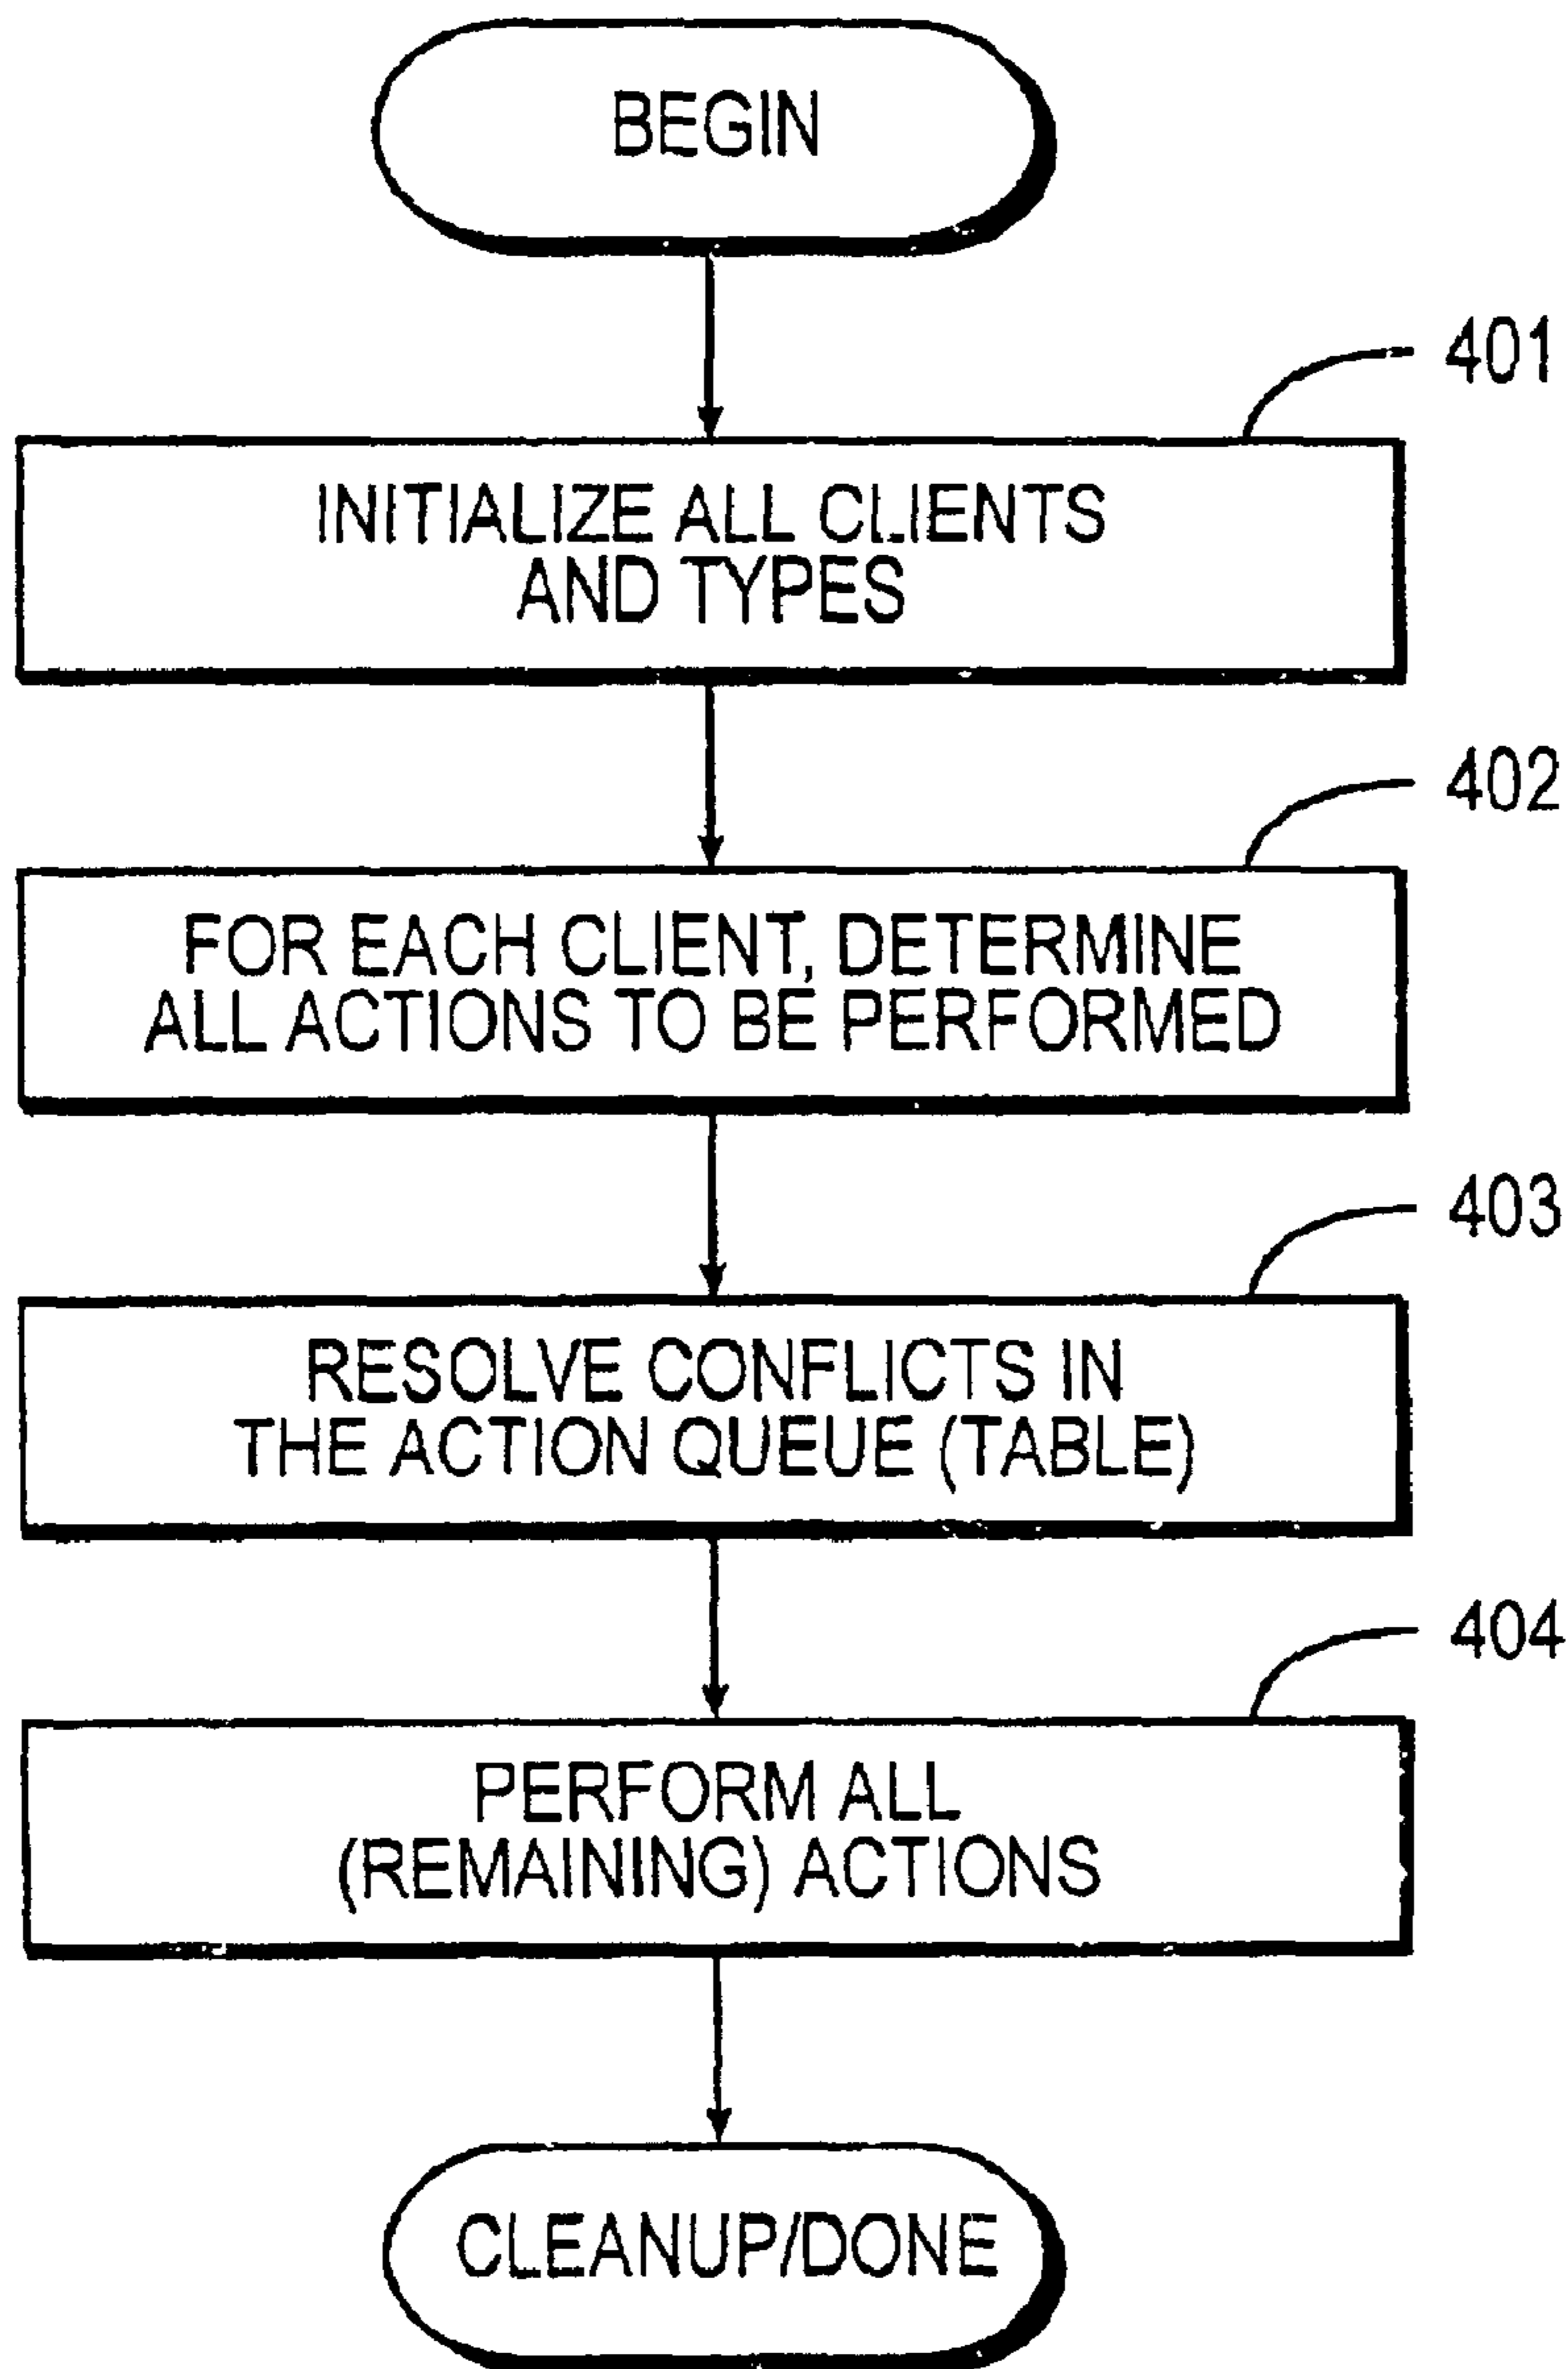 BEGIN
401
INITIALIZE ALL CLIENTS
AND TYPES
402
FOR EACH CLIENT, DETERMINE
ALL ACTIONS TO BE PERFORMED
403
RESOLVE CONFLICTS IN
THE ACTION QUEUE (TABLE)
404
PERFORM ALL
(REMAINING) ACTIONS
CLEANUP/DONE